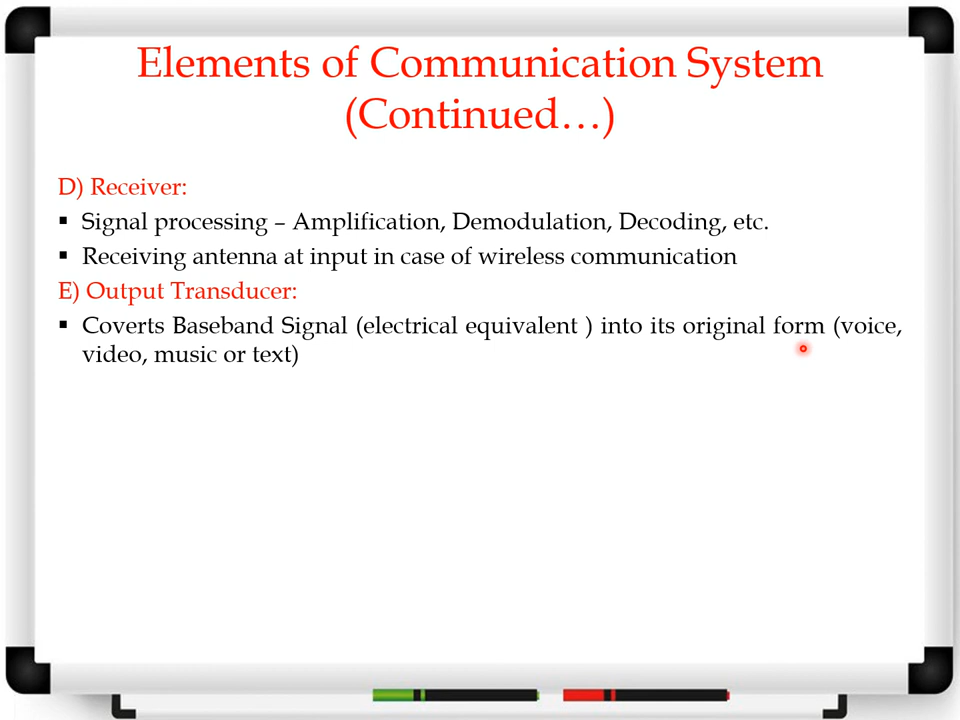 Elements of Communication System
(Continued…)
D) Receiver:
▪ Signal processing – Amplification, Demodulation, Decoding, etc.
▪ Receiving antenna at input in case of wireless communication
E) Output Transducer:
▪ Coverts Baseband Signal (electrical equivalent ) into its original form (voice,
video, music or text)